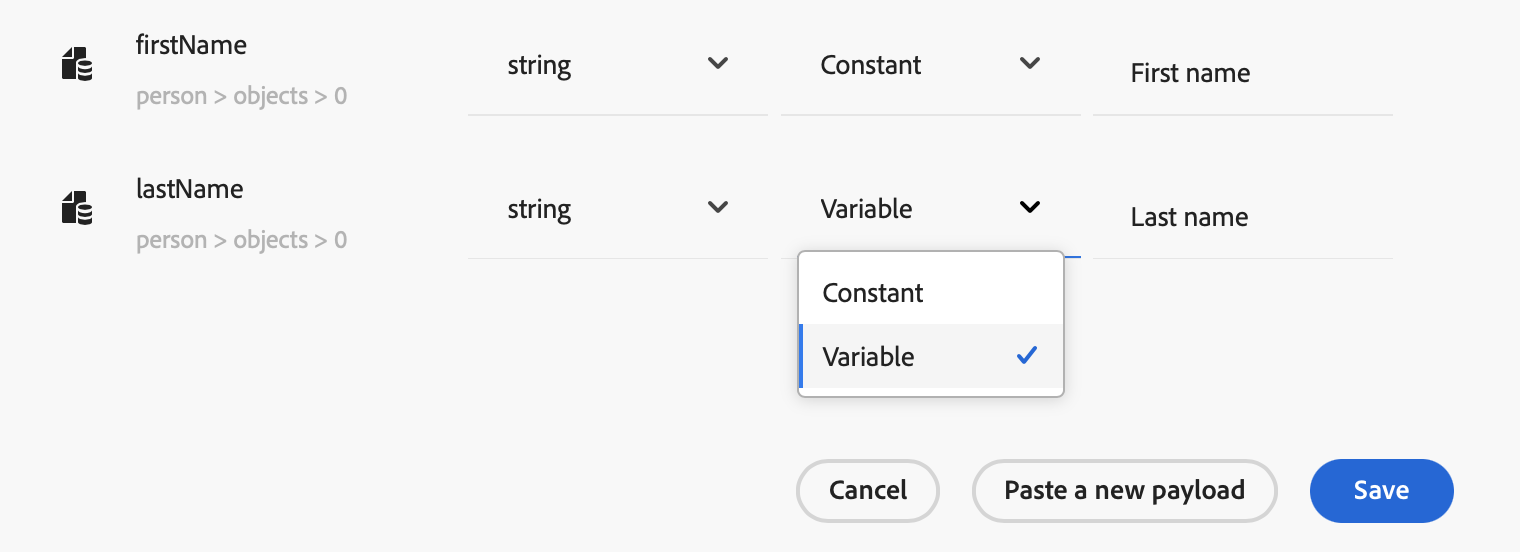 firstName
person > objects > 0
string
Constant
First name
lastName
person > objects > 0
string
Variable
Last name
Constant
Variable
Cancel
Paste a new payload
Save